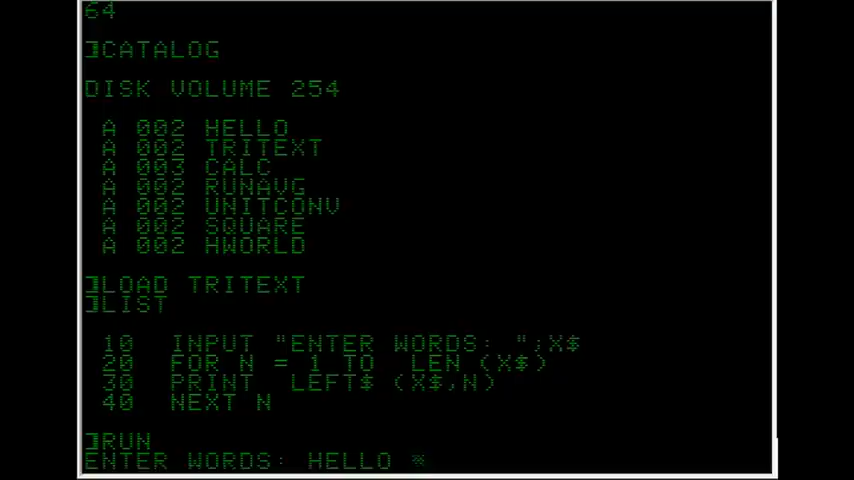 64
]CATALOG
DISK VOLUME 254
A 002 HELLO
A 002 TRITEXT
A 003 CALC
A 002 RUNAVG
A 002 UNITCONV
A 002 SQUARE
A 002 HWORLD
]LOAD TRITEXT
]LIST
10 INPUT "ENTER WORDS: ";X$
20 FOR N = 1 TO LEN (X$)
30 PRINT LEFT$ (X$,N)
40 NEXT N
]RUN
ENTER WORDS: HELLO